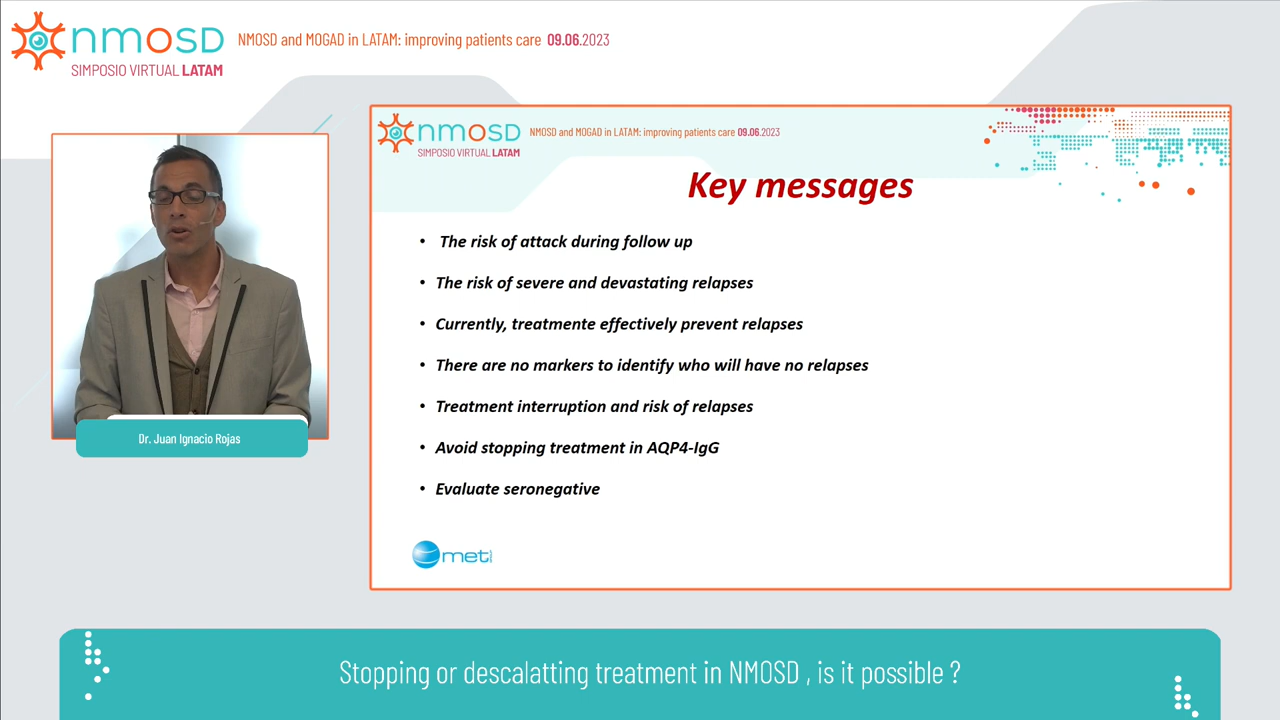 nmosd
SIMPOSIO VIRTUAL LATAM
NMOSD and MOGAD in LATAM: improving patients care 09.06.2023
nmosd
SIMPOSIO VIRTUAL LATAM
NMOSD and MOGAD in LATAM: improving patients care 09.06.2023
Key messages
• The risk of attack during follow up
• The risk of severe and devastating relapses
• Currently, treatmente effectively prevent relapses
• There are no markers to identify who will have no relapses
• Treatment interruption and risk of relapses
• Avoid stopping treatment in AQP4-IgG
• Evaluate seronegative
met
Dr. Juan Ignacio Rojas
Stopping or descalatting treatment in NMOSD , is it possible ?